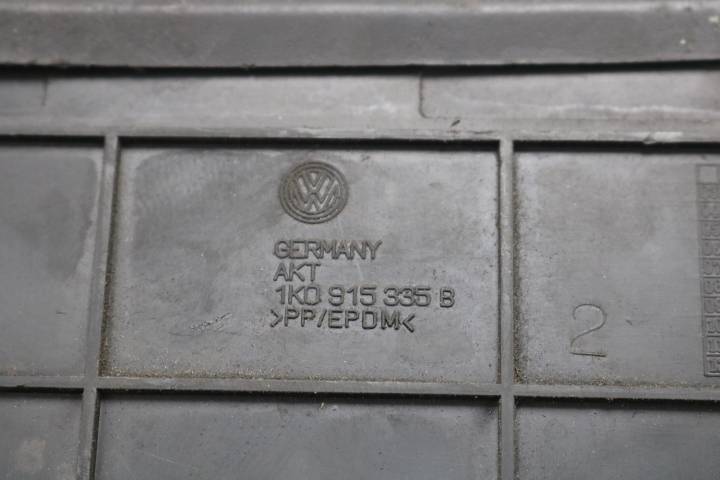 GERMANY
AKT
1K0 915 335 B
>PP/EPDM<
2